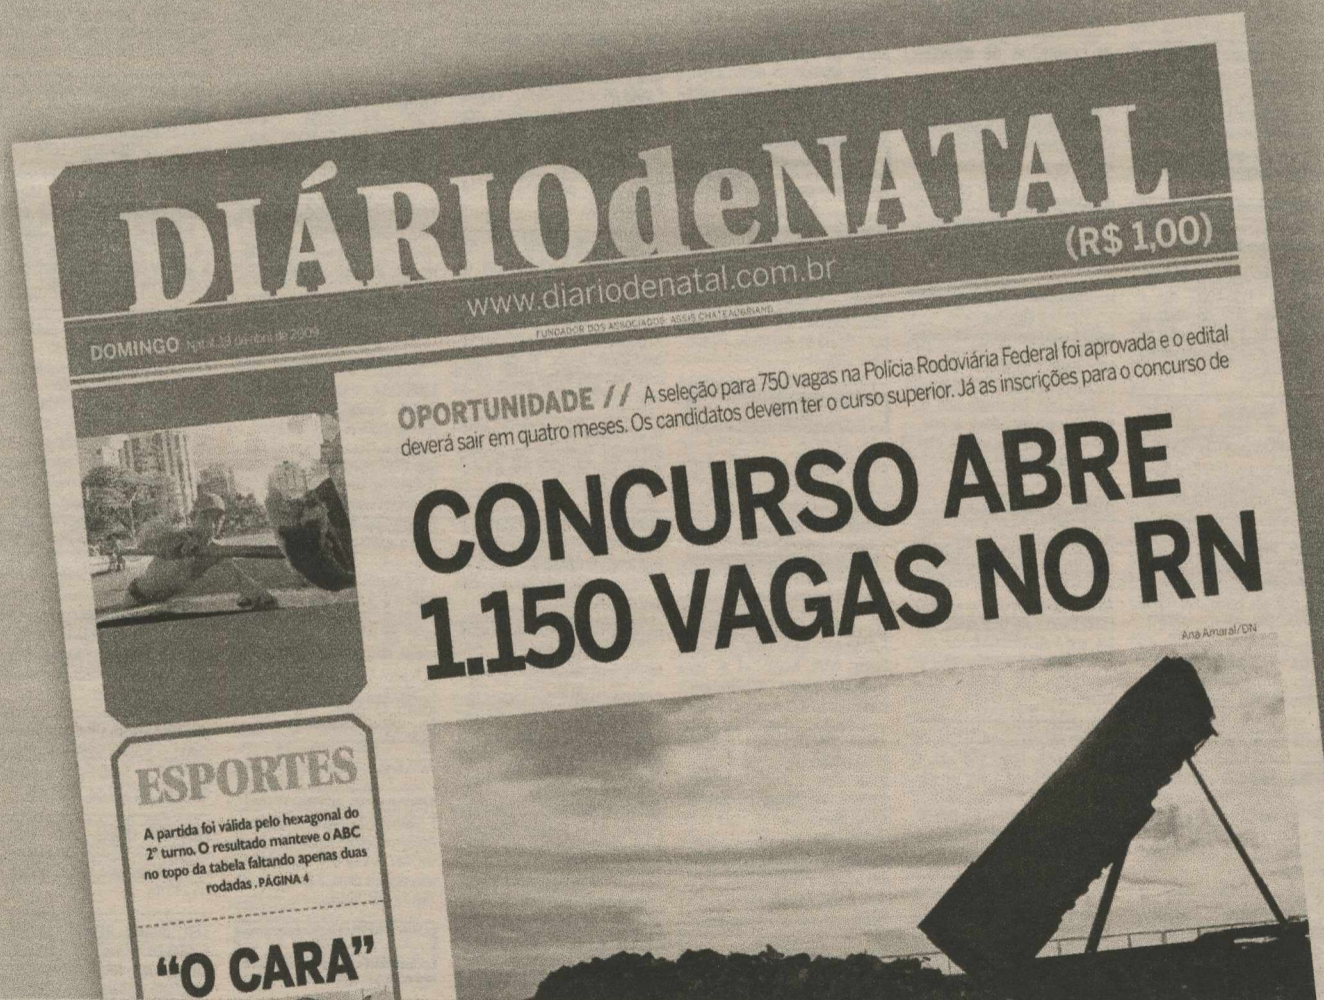 DIÁRIOdeNATAL
(R$ 1,00)
www.diariodenatal.com.br
FUNDADOR DOS ASSOCIADOS: ASSIS CHATEAUBRIAND
DOMINGO Natal, de 2009
OPORTUNIDADE // A seleção para 750 vagas na Polícia Rodoviária Federal foi aprovada e o edital
deverá sair em quatro meses. Os candidatos devem ter o curso superior. Já as inscrições para o concurso de
CONCURSO ABRE
1.150 VAGAS NO RN
Ana Amaral/DN
ESPORTES
A partida foi válida pelo hexagonal do
2º turno. O resultado manteve o ABC
no topo da tabela faltando apenas duas
rodadas . PÁGINA 4
“O CARA”